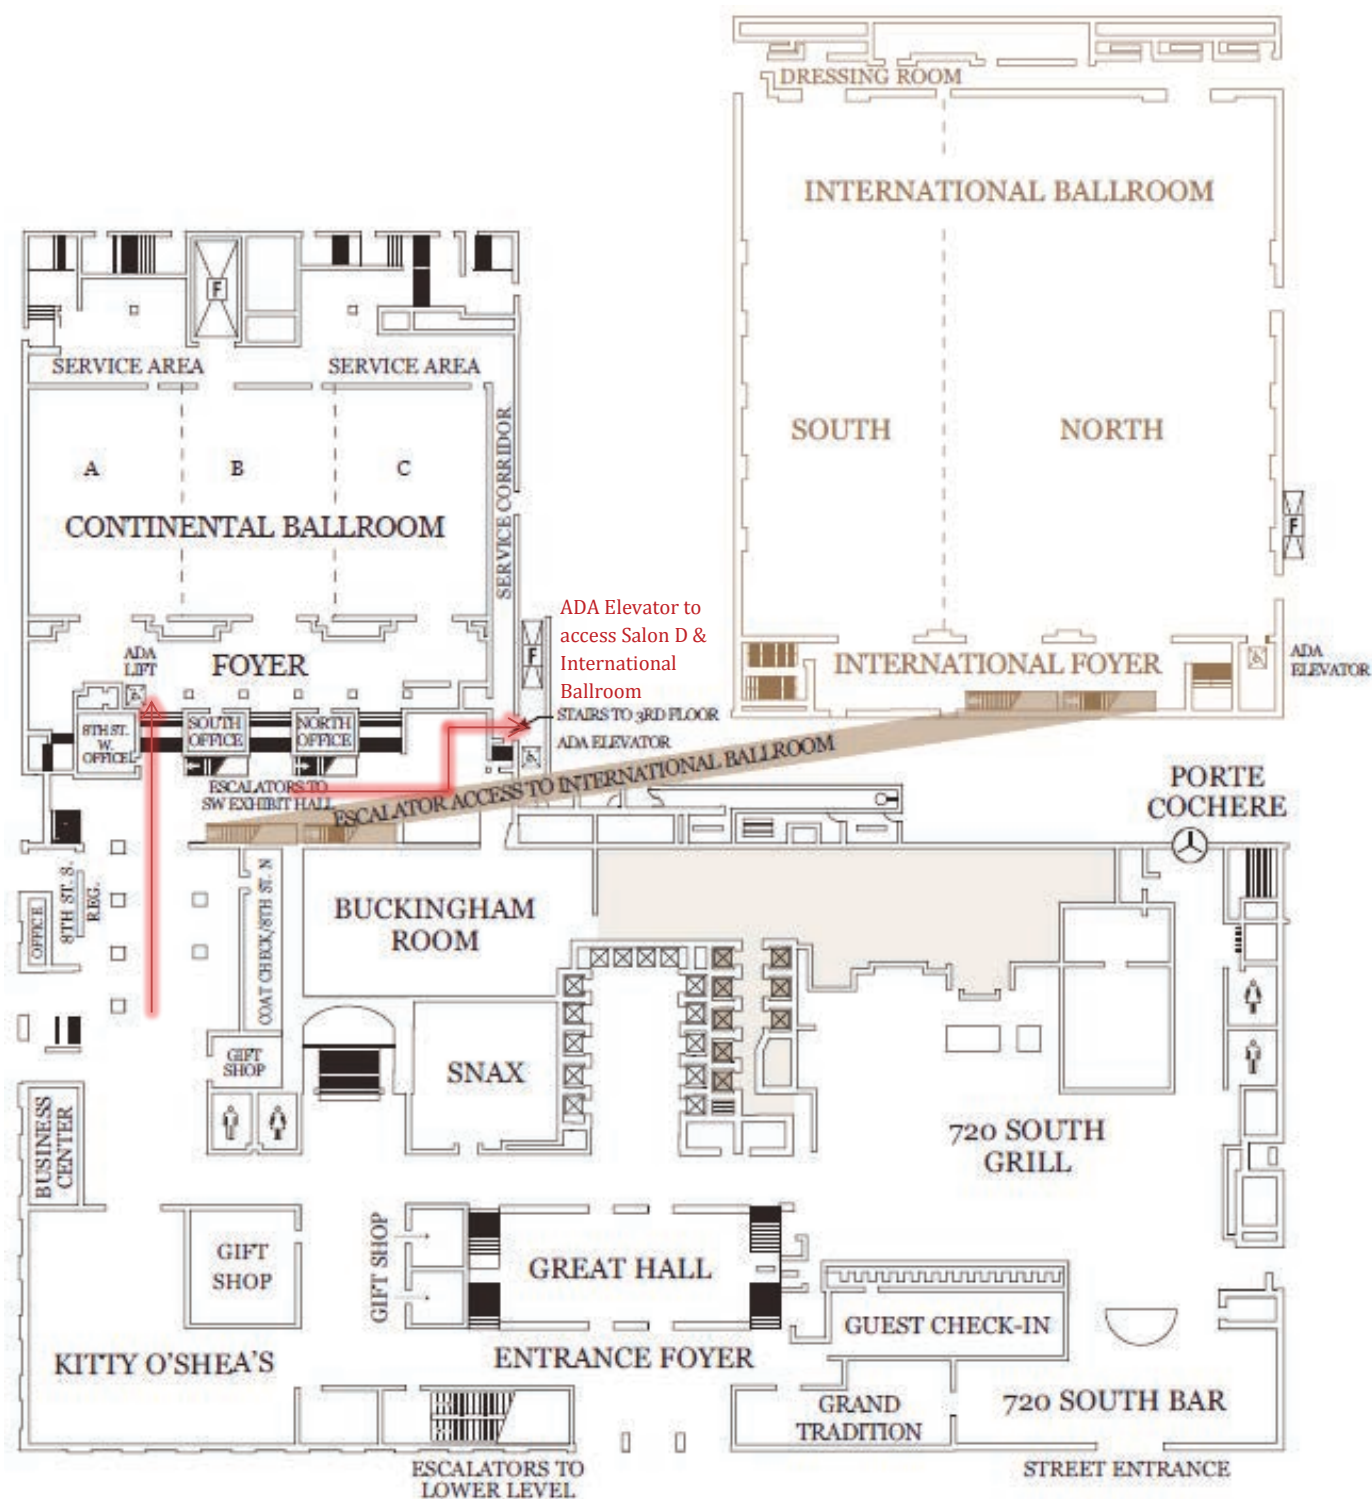 DRESSING ROOM
INTERNATIONAL BALLROOM
SOUTH
NORTH
F
INTERNATIONAL FOYER
ADA
ELEVATOR
F
SERVICE AREA
SERVICE AREA
A
B
C
CONTINENTAL BALLROOM
SERVICE CORRIDOR
ADA Elevator to
access Salon D &
International
Ballroom
F
ADA
LIFT
FOYER
STAIRS TO 3RD FLOOR
ADA ELEVATOR
8TH ST.
W.
OFFICE
SOUTH
OFFICE
NORTH
OFFICE
ESCALATORS TO
SW EXHIBIT HALL
ESCALATOR ACCESS TO INTERNATIONAL BALLROOM
PORTE
COCHERE
OFFICE
8TH ST. S.
REG.
COAT CHECK/8TH ST. N
BUCKINGHAM
ROOM
GIFT
SHOP
SNAX
720 SOUTH
GRILL
BUSINESS
CENTER
GIFT
SHOP
GIFT SHOP
GIFT SHOP
GREAT HALL
GUEST CHECK-IN
KITTY O'SHEA'S
ENTRANCE FOYER
GRAND
TRADITION
720 SOUTH BAR
ESCALATORS TO
LOWER LEVEL
STREET ENTRANCE